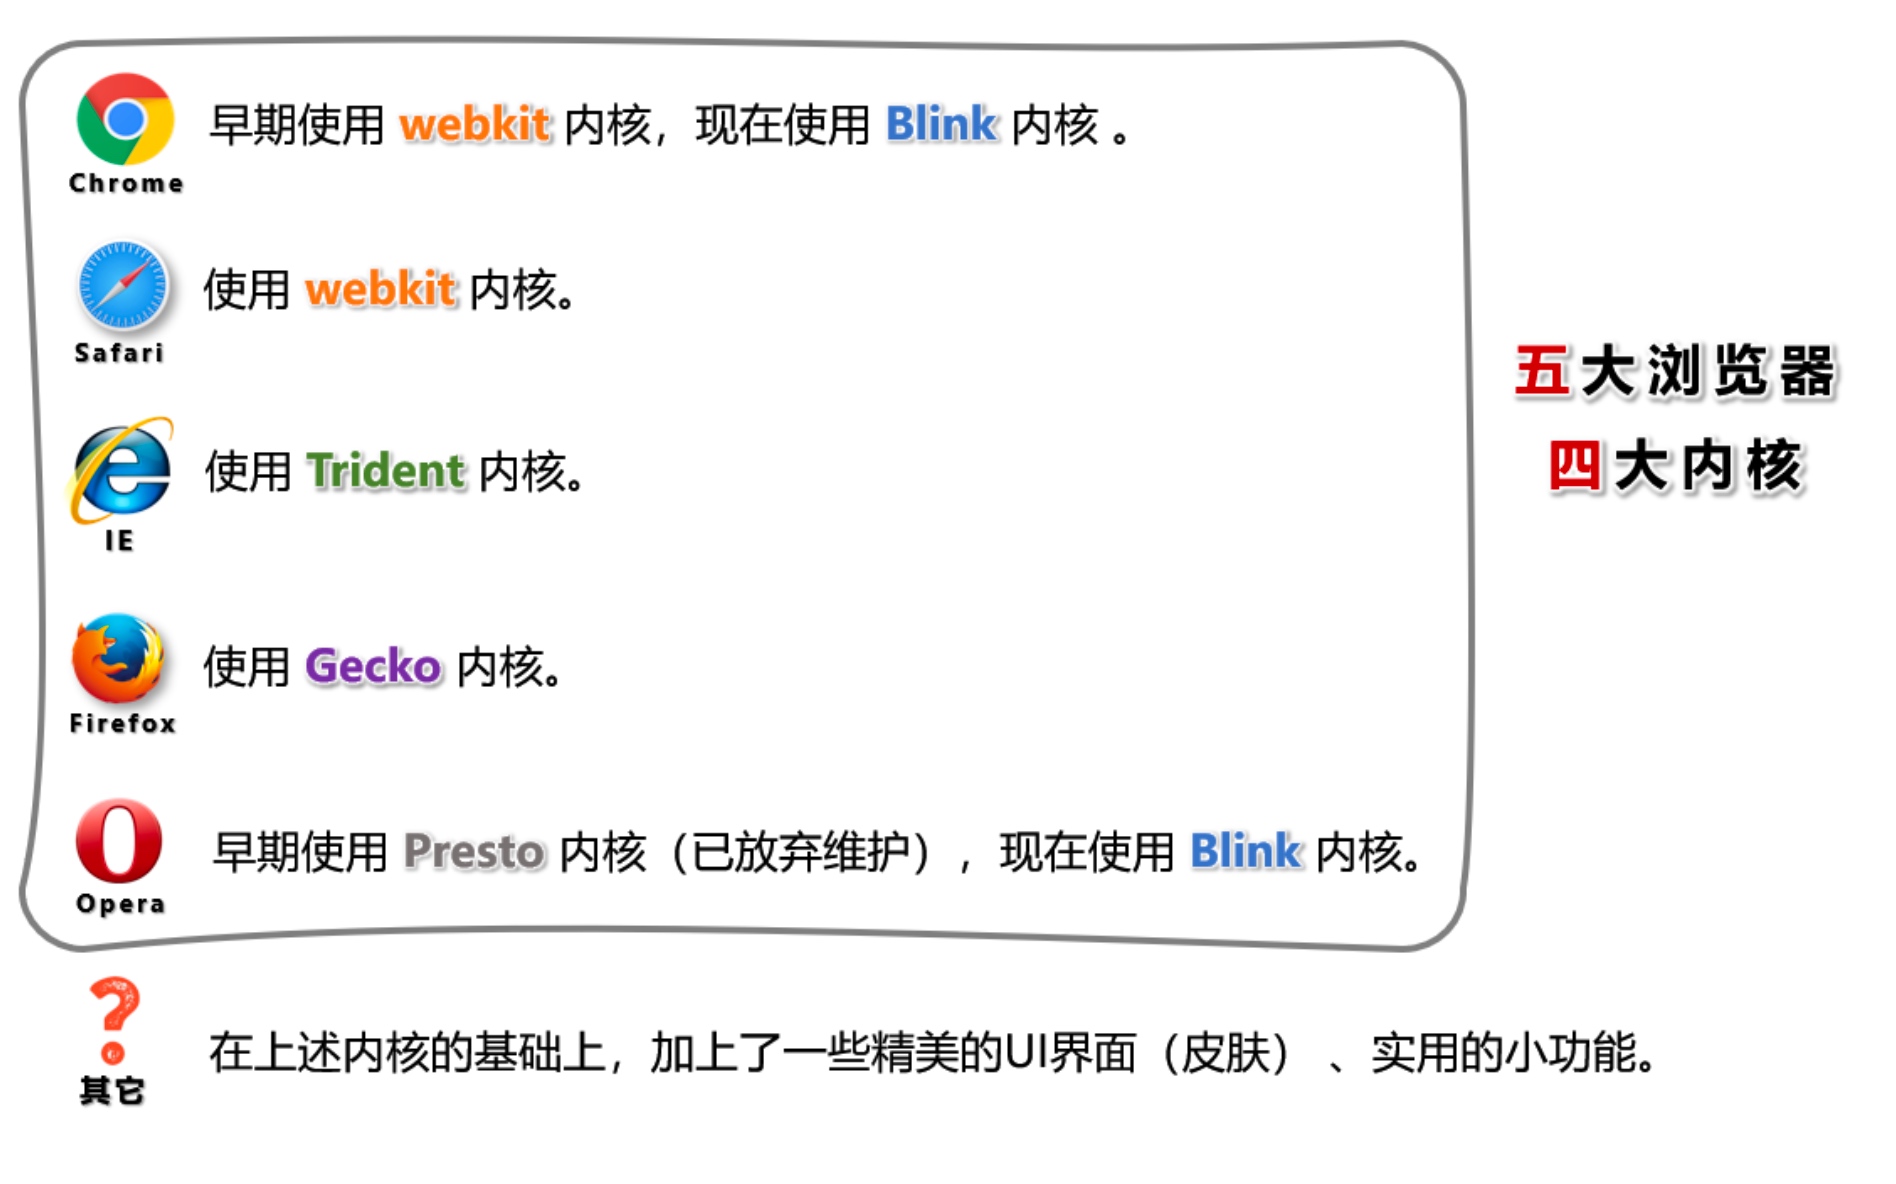 早期使用 webkit 内核，现在使用 Blink 内核 。
Chrome
使用 webkit 内核。
Safari
五大浏览器
四大内核
使用 Trident 内核。
IE
使用 Gecko 内核。
Firefox
早期使用 Presto 内核（已放弃维护），现在使用 Blink 内核。
Opera
在上述内核的基础上，加上了一些精美的UI界面（皮肤） 、实用的小功能。
其它